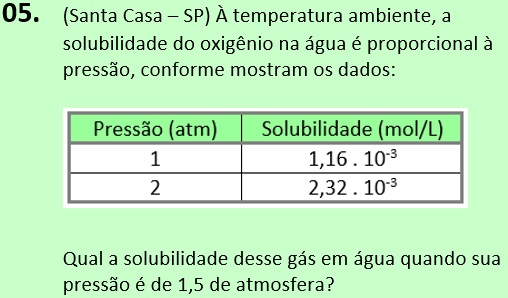 05. (Santa Casa – SP) À temperatura ambiente, a
solubilidade do oxigênio na água é proporcional à
pressão, conforme mostram os dados:
Pressão (atm) Solubilidade (mol/L)
1 1,16 . 10⁻³
2 2,32 . 10⁻³
Qual a solubilidade desse gás em água quando sua
pressão é de 1,5 de atmosfera?